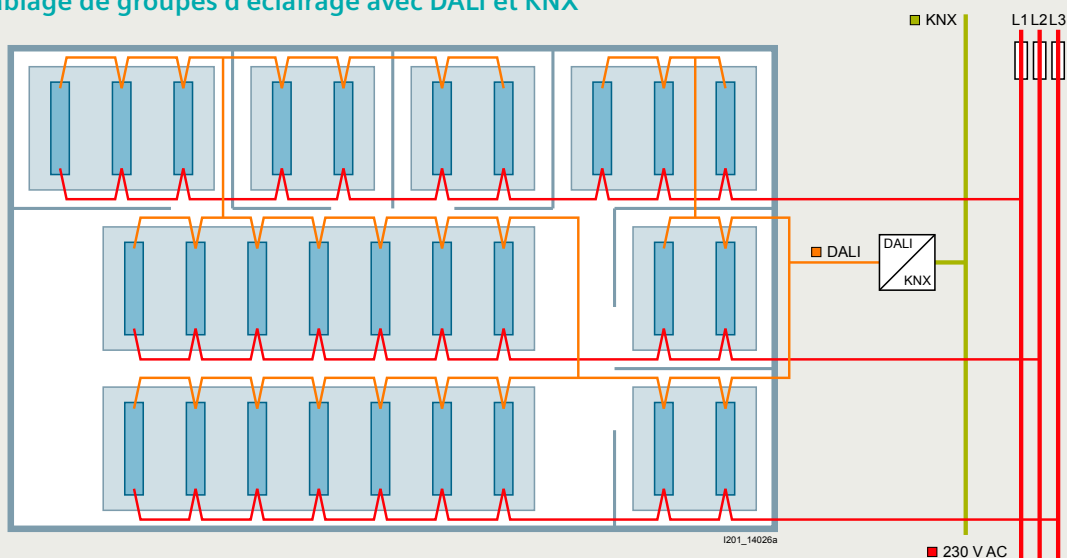 blage de groupes d'éclairage avec DALI et KNX
KNX
L1 L2 L3
DALI
DALI
KNX
I201_14026a
230 V AC